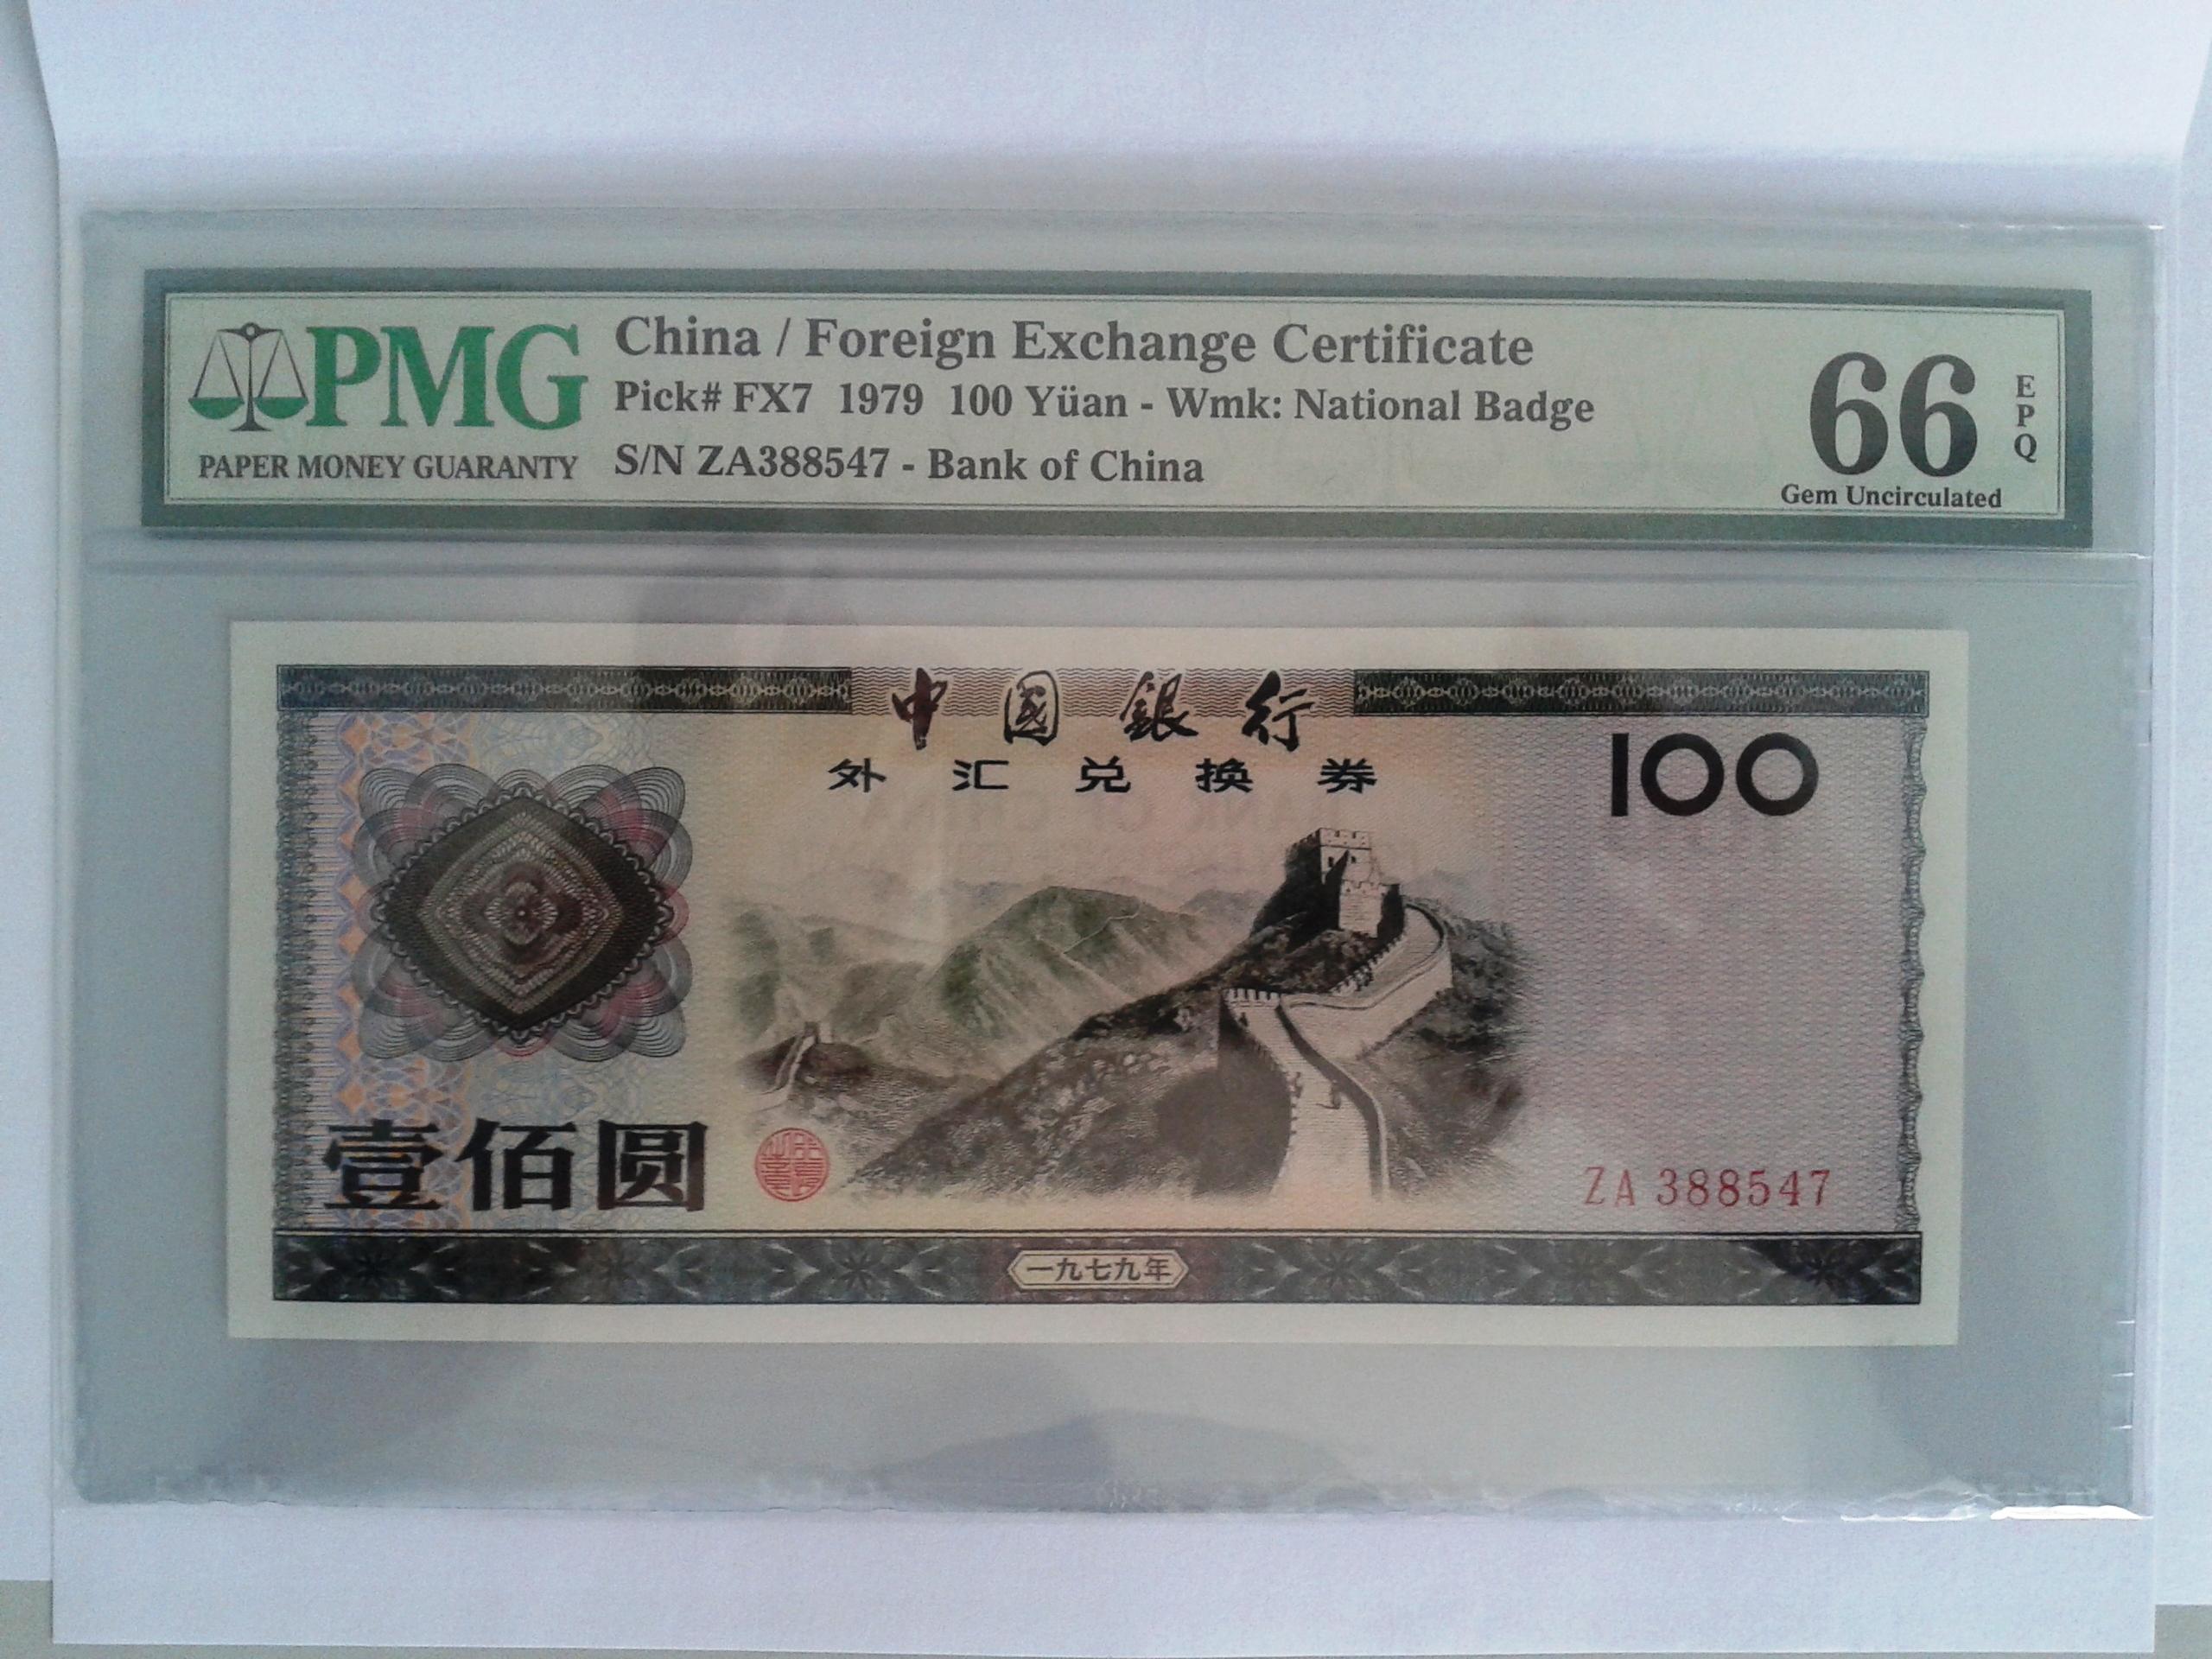 PMG
PAPER MONEY GUARANTY
China / Foreign Exchange Certificate
Pick# FX7 1979 100 Yüan - Wmk: National Badge
S/N ZA388547 - Bank of China
66
EPQ
Gem Uncirculated
中國銀行
外汇兑换券
100
壹佰圆
ZA 388547
一九七九年